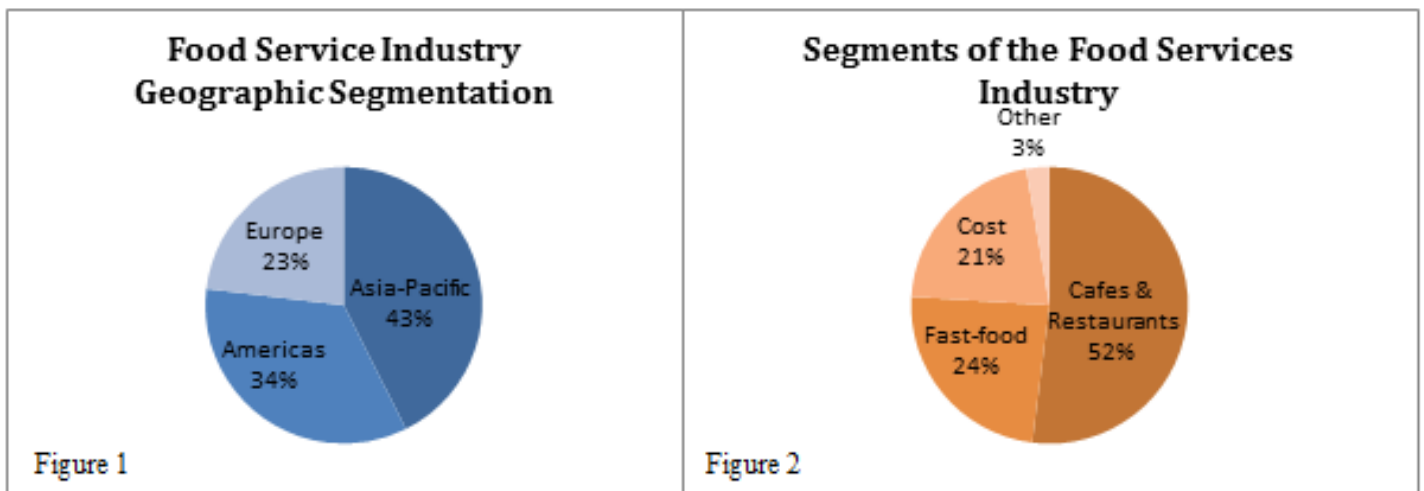 Food Service Industry
Geographic Segmentation
Europe
23%
Asia-Pacific
43%
Americas
34%
Figure 1
Segments of the Food Services
Industry
Other
3%
Cost
21%
Cafes &
Restaurants
52%
Fast-food
24%
Figure 2